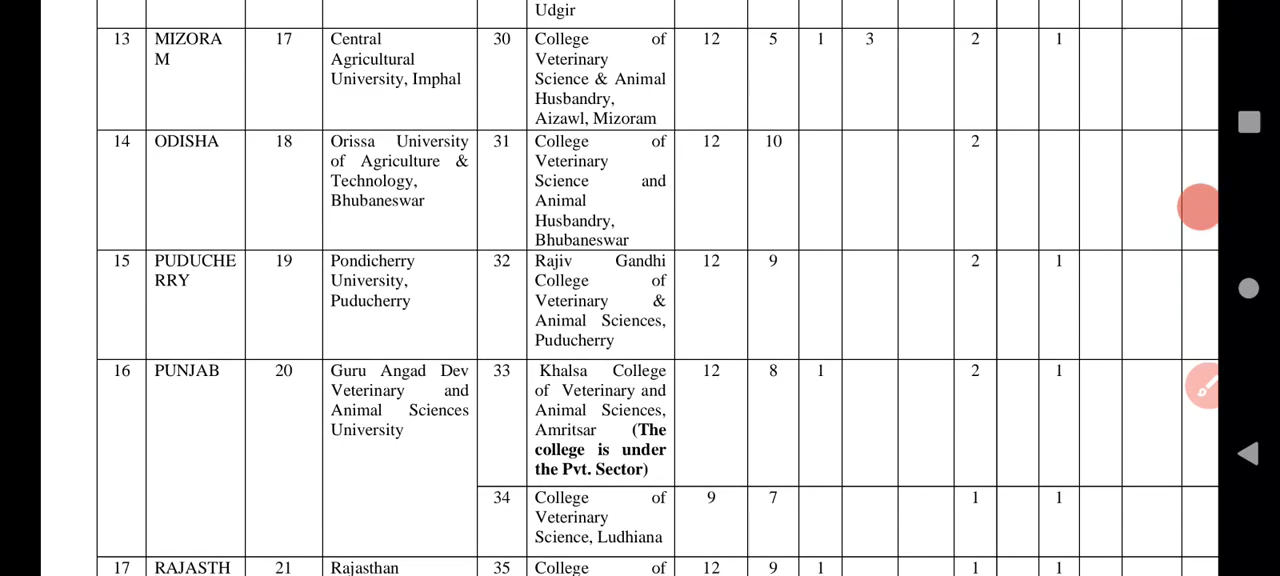 Udgir
13 MIZORA 17 Central 30 College of 12 5 1 3 2 1
M Agricultural Veterinary
University, Imphal Science & Animal
Husbandry,
Aizawl, Mizoram
14 ODISHA 18 Orissa University 31 College of 12 10 2
of Agriculture & Veterinary
Technology, Science and
Bhubaneswar Animal
Husbandry,
Bhubaneswar
15 PUDUCHE 19 Pondicherry 32 Rajiv Gandhi 12 9 2 1
RRY University, College of
Puducherry Veterinary &
Animal Sciences,
Puducherry
16 PUNJAB 20 Guru Angad Dev 33 Khalsa College 12 8 1 2 1
Veterinary and of Veterinary and
Animal Sciences Animal Sciences,
University Amritsar (The
college is under
the Pvt. Sector)
34 College of 9 7 1 1
Veterinary
Science, Ludhiana
17 RAJASTH 21 Rajasthan 35 College of 12 9 1 1 1